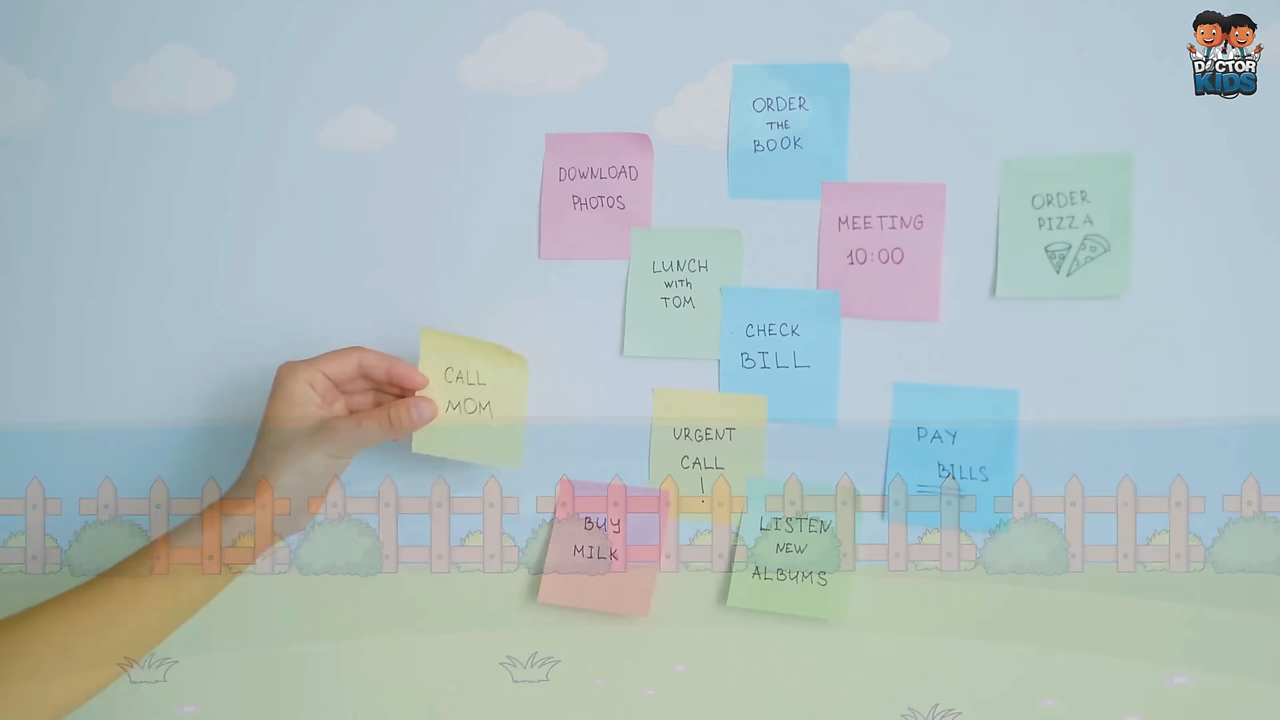 DOCTOR
KIDS
ORDER
THE
BOOK
DOWNLOAD
PHOTOS
MEETING
10:00
ORDER
PIZZA
LUNCH
with
TOM
CHECK
BILL
CALL
MOM
URGENT
CALL
!
PAY
BILLS
BUY
MILK
LISTEN
NEW
ALBUMS